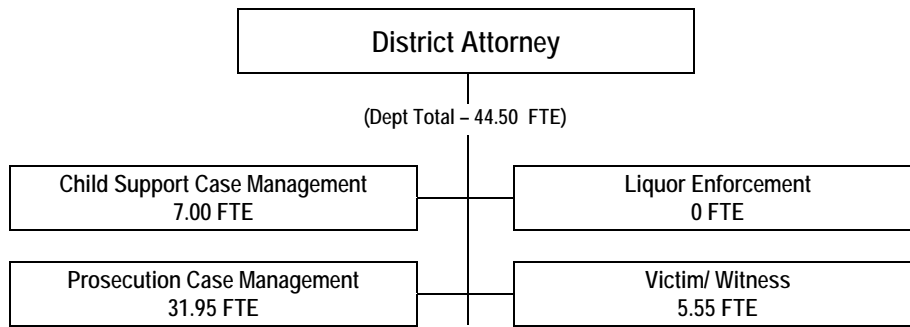 District Attorney
(Dept Total – 44.50 FTE)
Child Support Case Management
7.00 FTE
Liquor Enforcement
0 FTE
Prosecution Case Management
31.95 FTE
Victim/ Witness
5.55 FTE